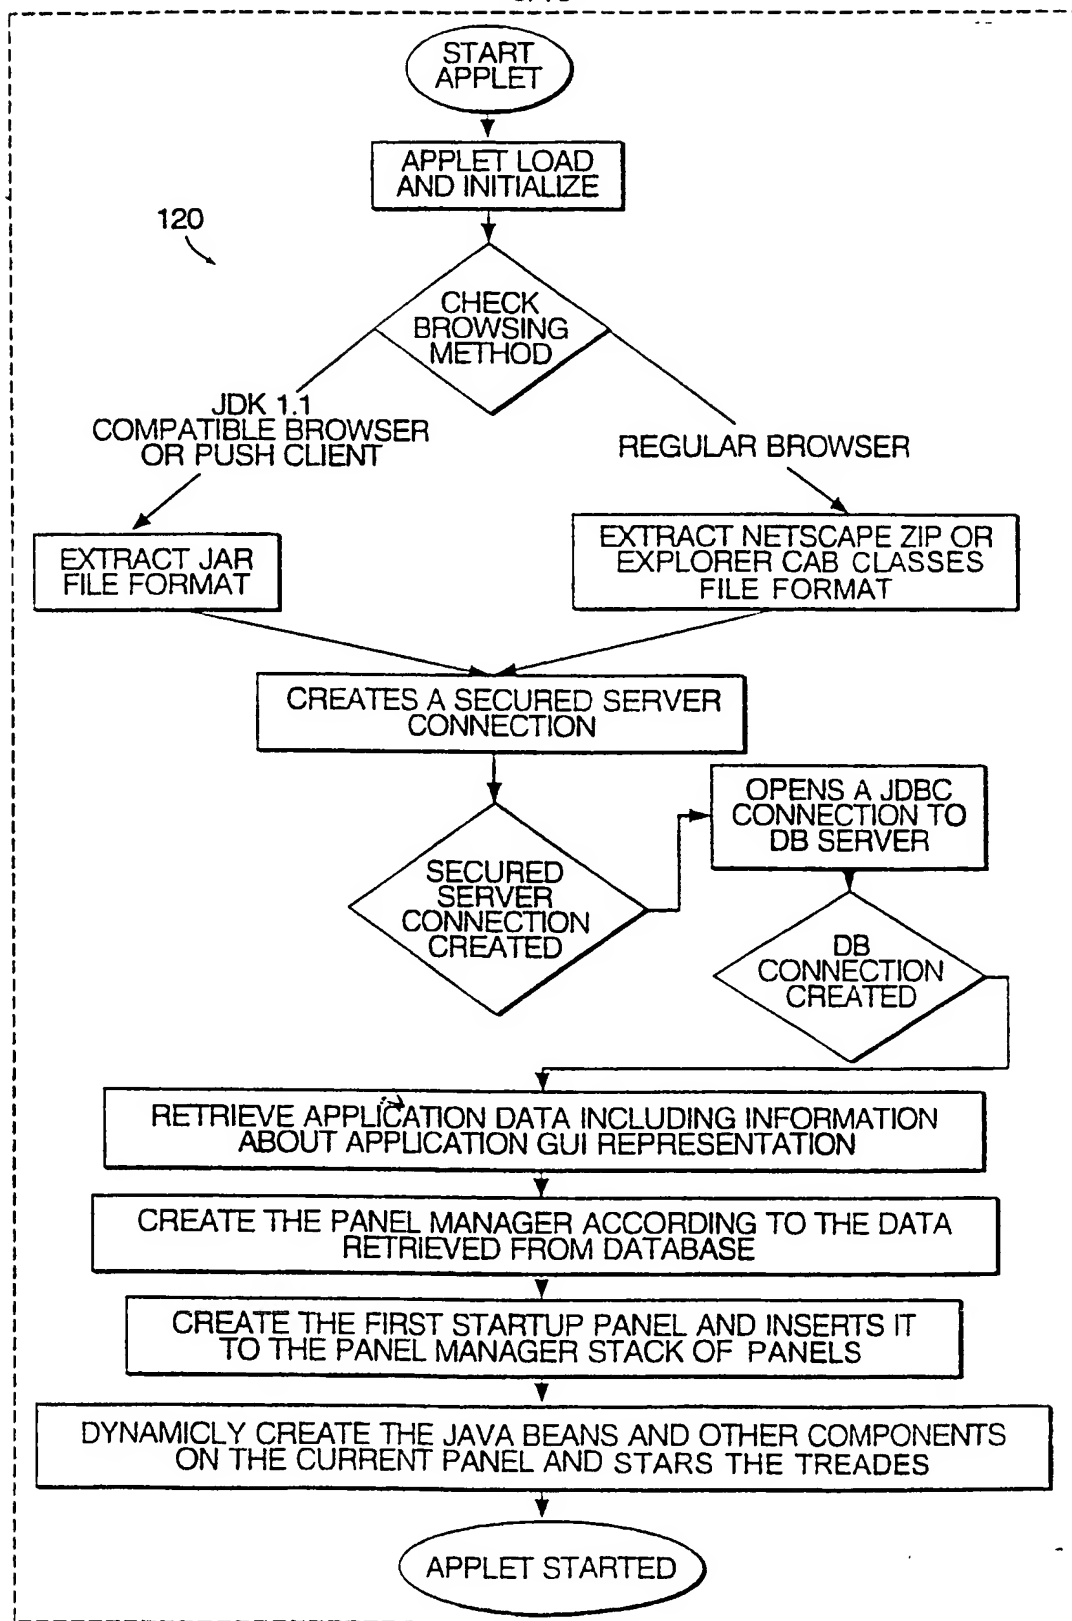 START
APPLET
APPLET LOAD
AND INITIALIZE
120
CHECK
BROWSING
METHOD
JDK 1.1
COMPATIBLE BROWSER
OR PUSH CLIENT
REGULAR BROWSER
EXTRACT JAR
FILE FORMAT
EXTRACT NETSCAPE ZIP OR
EXPLORER CAB CLASSES
FILE FORMAT
CREATES A SECURED SERVER
CONNECTION
OPENS A JDBC
CONNECTION TO
DB SERVER
SECURED
SERVER
CONNECTION
CREATED
DB
CONNECTION
CREATED
RETRIEVE APPLICATION DATA INCLUDING INFORMATION
ABOUT APPLICATION GUI REPRESENTATION
CREATE THE PANEL MANAGER ACCORDING TO THE DATA
RETRIEVED FROM DATABASE
CREATE THE FIRST STARTUP PANEL AND INSERTS IT
TO THE PANEL MANAGER STACK OF PANELS
DYNAMICLY CREATE THE JAVA BEANS AND OTHER COMPONENTS
ON THE CURRENT PANEL AND STARS THE TREADES
APPLET STARTED